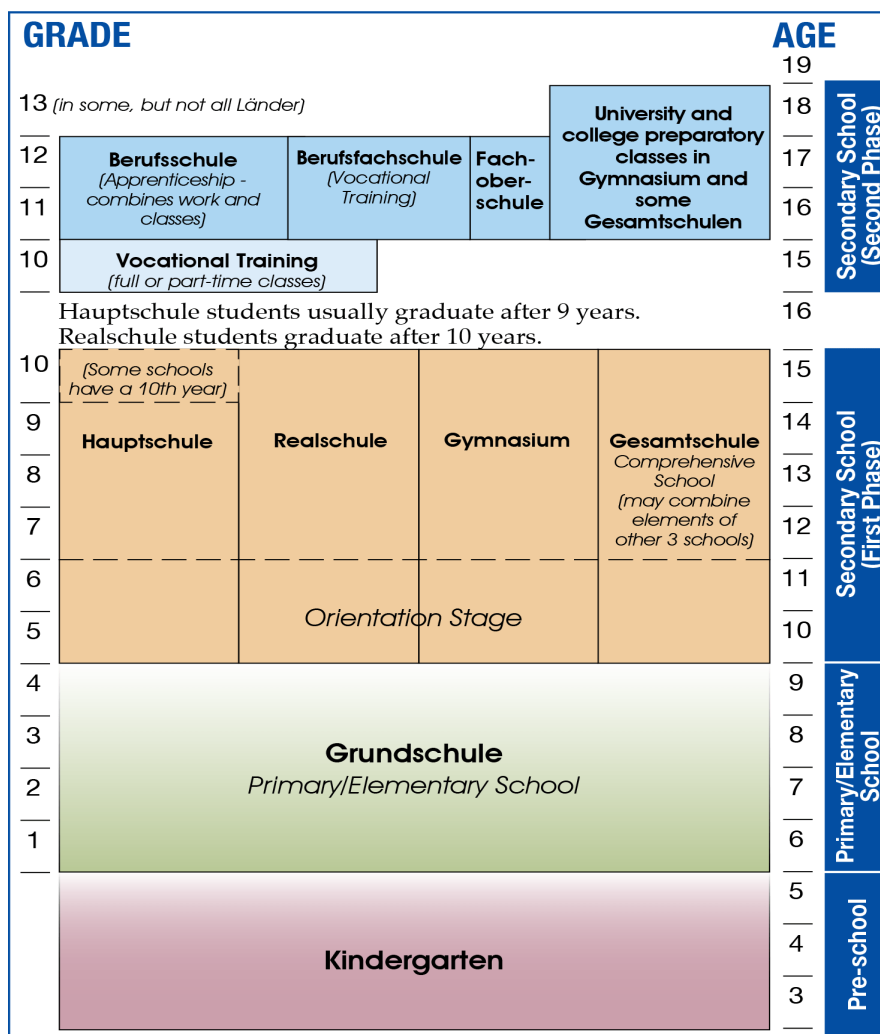 GRADE
AGE
19
13 (in some, but not all Länder)
18
12
17
11
16
10
15
University and
college preparatory
classes in
Gymnasium and
some
Gesamtschulen
Berufsschule
(Apprenticeship -
combines work and
classes)
Berufsfachschule
(Vocational
Training)
Fach-
ober-
schule
Vocational Training
(full or part-time classes)
Secondary School
(Second Phase)
Hauptschule students usually graduate after 9 years.
Realschule students graduate after 10 years.
16
10
15
9
14
8
13
7
12
6
11
5
10
(Some schools
have a 10th year)
Hauptschule
Realschule
Gymnasium
Gesamtschule
Comprehensive
School
(may combine
elements of
other 3 schools)
Orientation Stage
Secondary School
(First Phase)
4
9
3
8
2
7
1
6
Grundschule
Primary/Elementary School
Primary/Elementary
School
5
4
3
Kindergarten
Pre-school